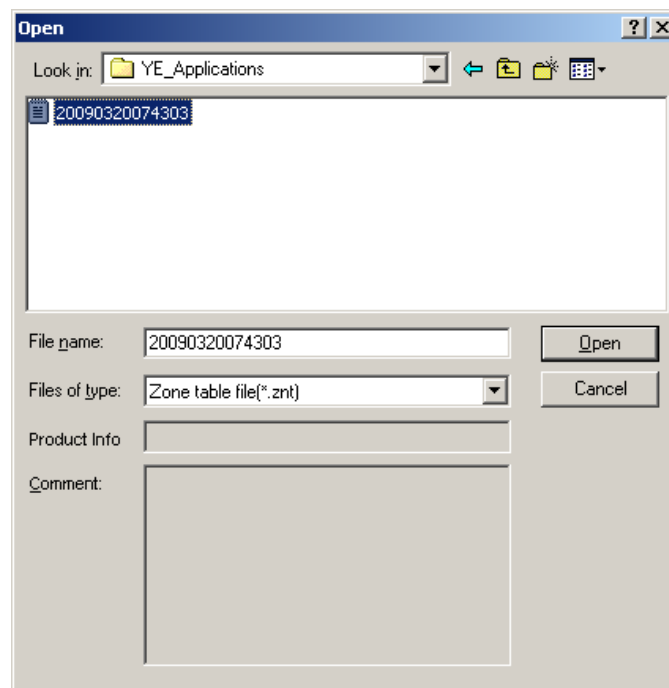 Open
Look in: YE_Applications
20090320074303
File name: 20090320074303 Open
Files of type: Zone table file(*.znt) Cancel
Product Info
Comment: